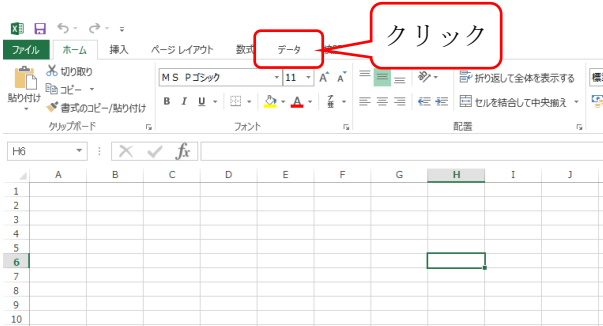 クリック
ファイル ホーム 挿入 ページ レイアウト 数式 データ
切り取り
コピー
書式のコピー/貼り付け
貼り付け
クリップボード
ＭＳ Ｐゴシック 11 A A
B I U A
フォント
折り返して全体を表示する
セルを結合して中央揃え
配置
H6 fx
A B C D E F G H I J
1
2
3
4
5
6
7
8
9
10